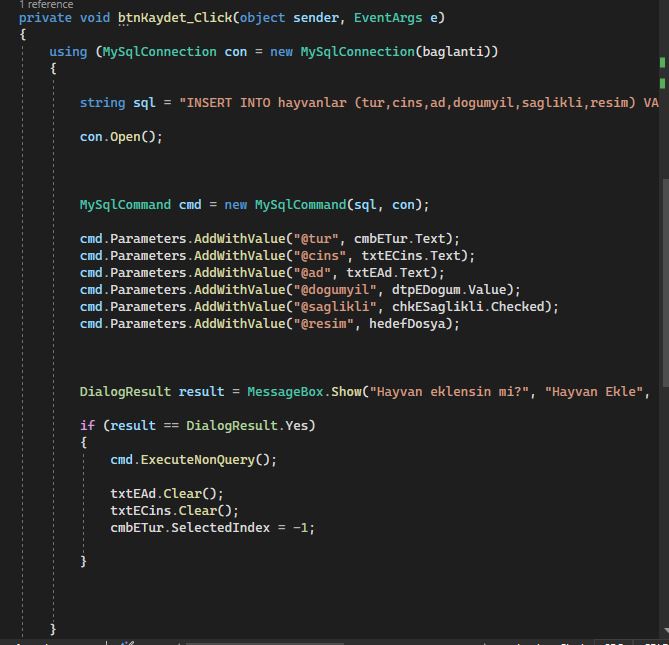 1 reference
private void btnKaydet_Click(object sender, EventArgs e)
{
using (MySqlConnection con = new MySqlConnection(baglanti))
{
string sql = "INSERT INTO hayvanlar (tur,cins,ad,dogumyil,saglikli,resim) VA
con.Open();
MySqlCommand cmd = new MySqlCommand(sql, con);
cmd.Parameters.AddWithValue("@tur", cmbETur.Text);
cmd.Parameters.AddWithValue("@cins", txtECins.Text);
cmd.Parameters.AddWithValue("@ad", txtEAd.Text);
cmd.Parameters.AddWithValue("@dogumyil", dtpEDogum.Value);
cmd.Parameters.AddWithValue("@saglikli", chkESaglikli.Checked);
cmd.Parameters.AddWithValue("@resim", hedefDosya);
DialogResult result = MessageBox.Show("Hayvan eklensin mi?", "Hayvan Ekle",
if (result == DialogResult.Yes)
{
cmd.ExecuteNonQuery();
txtEAd.Clear();
txtECins.Clear();
cmbETur.SelectedIndex = -1;
}
}